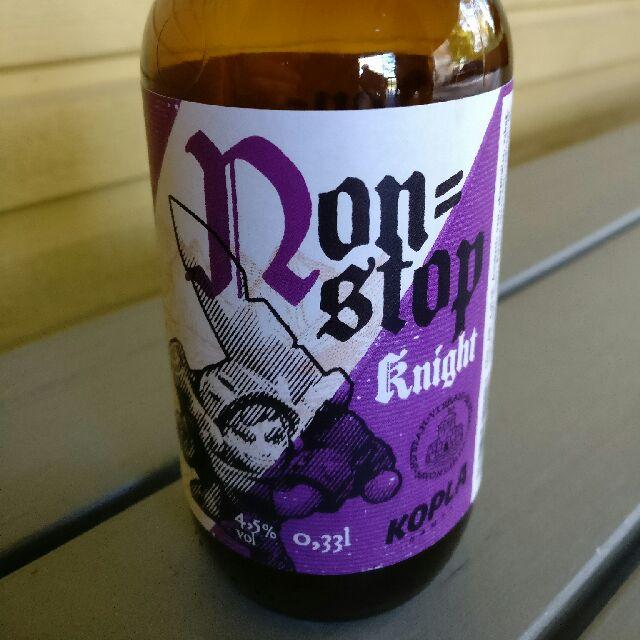 Non=
stop
Knight
4,5%
vol
0,33l
KOPLA